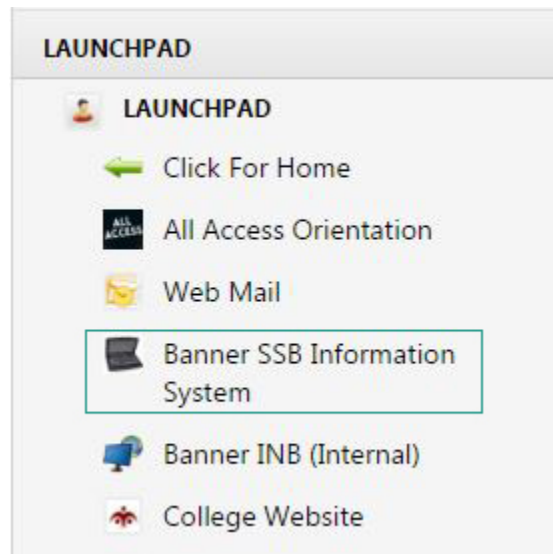 LAUNCHPAD
LAUNCHPAD
Click For Home
ALL
ACCESS
All Access Orientation
Web Mail
Banner SSB Information
System
Banner INB (Internal)
College Website